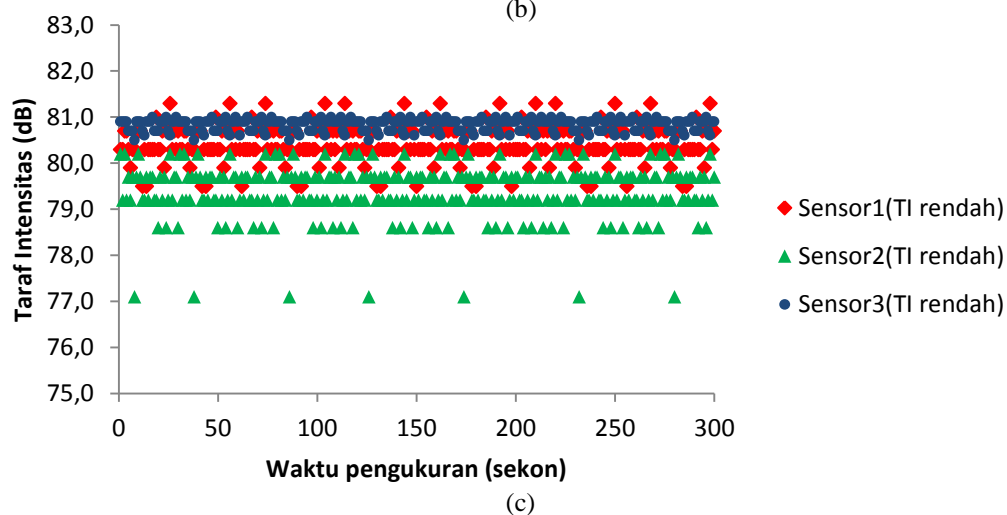 (b)
83,0
82,0
81,0
80,0
79,0
78,0
77,0
76,0
75,0
Taraf Intensitas (dB)
0 50 100 150 200 250 300
Waktu pengukuran (sekon)
Sensor1(TI rendah)
Sensor2(TI rendah)
Sensor3(TI rendah)
(c)